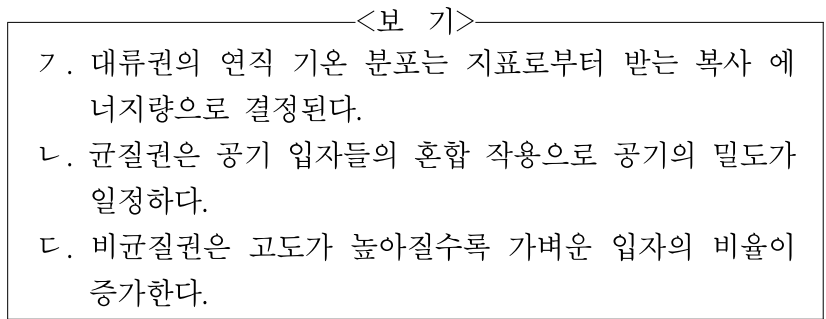 <보 기>
ㄱ. 대류권의 연직 기온 분포는 지표로부터 받는 복사 에
너지량으로 결정된다.
ㄴ. 균질권은 공기 입자들의 혼합 작용으로 공기의 밀도가
일정하다.
ㄷ. 비균질권은 고도가 높아질수록 가벼운 입자의 비율이
증가한다.